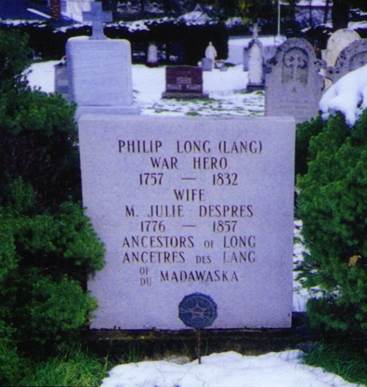 PHILIP LONG (LANG)
WAR HERO
1757 — 1832
WIFE
M. JULIE DESPRES
1776 — 1857
ANCESTORS OF LONG
ANCETRES DES LANG
OF
DU MADAWASKA